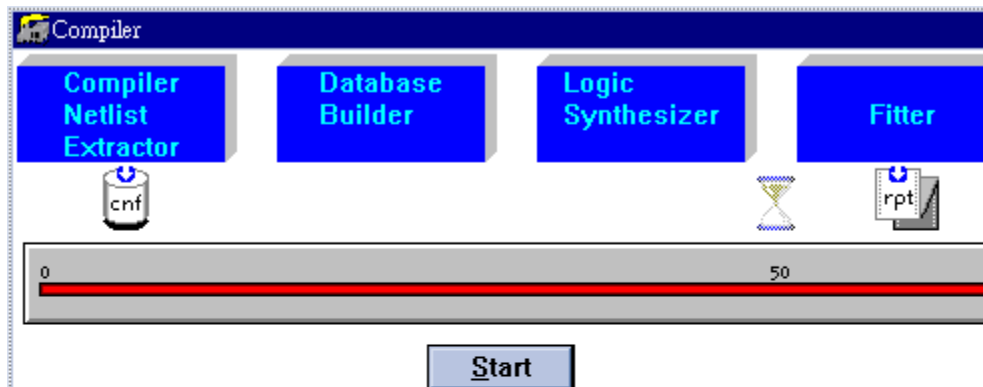 Compiler
Compiler
Netlist
Extractor
Database
Builder
Logic
Synthesizer
Fitter
cnf
rpt
0
50
Start